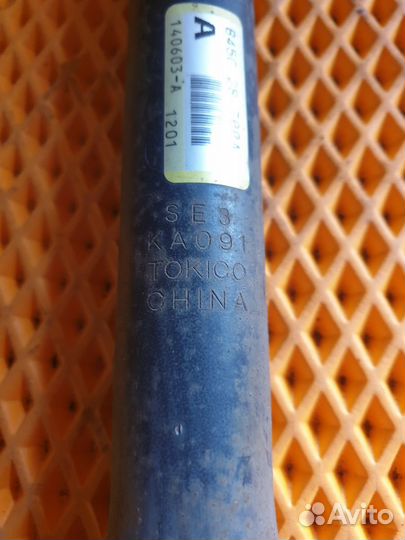 A
140603-A 1201
SE3
KA091
TOKICO
CHINA
Avito